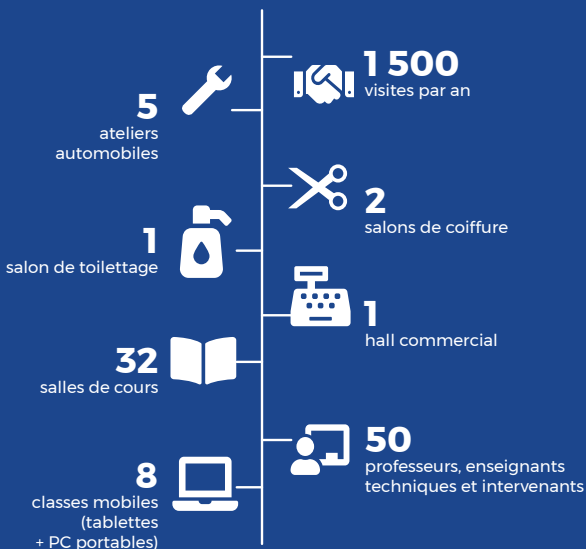 1 500
visites par an
5
ateliers
automobiles
2
salons de coiffure
1
salon de toilettage
1
hall commercial
32
salles de cours
50
professeurs, enseignants
techniques et intervenants
8
classes mobiles
(tablettes
+ PC portables)